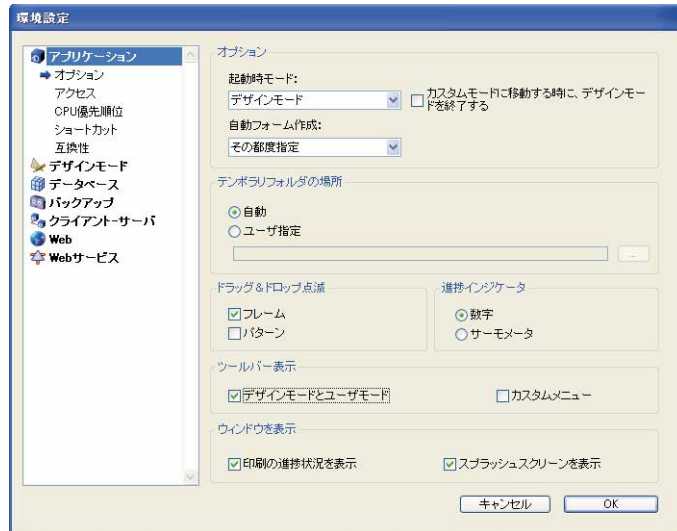 環境設定
アプリケーション
オプション
アクセス
CPU優先順位
ショートカット
互換性
デザインモード
データベース
バックアップ
クライアント-サーバ
Web
Webサービス
オプション
起動時モード:
デザインモード
カスタムモードに移動する時に、デザインモー
ドを終了する
自動フォーム作成:
その都度指定
テンポラリフォルダの場所
自動
ユーザ指定
...
ドラッグ&ドロップ点滅
フレーム
パターン
進捗インジケータ
数字
サーモメータ
ツールバー表示
デザインモードとユーザモード
カスタムメニュー
ウィンドウを表示
印刷の進捗状況を表示
スプラッシュスクリーンを表示
キャンセル
OK